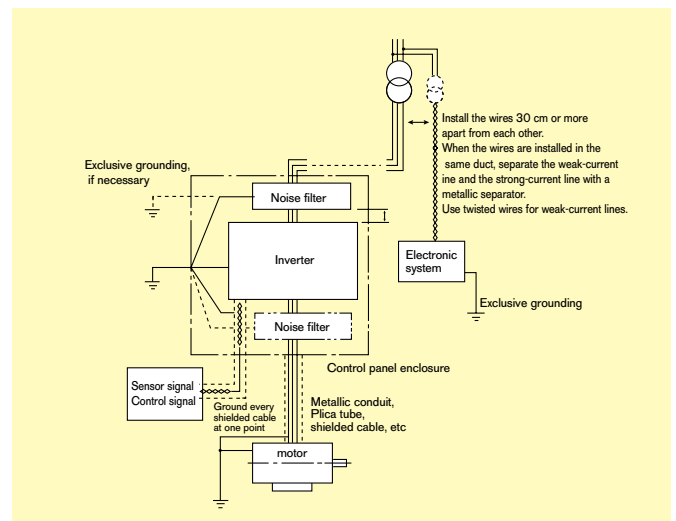 Install the wires 30 cm or more
apart from each other.
When the wires are installed in the
same duct, separate the weak-current
ine and the strong-current line with a
metallic separator.
Use twisted wires for weak-current lines.
Exclusive grounding,
if necessary
Noise filter
Inverter
Electronic
system
Exclusive grounding
Noise filter
Control panel enclosure
Sensor signal
Control signal
Ground every
shielded cable
at one point
Metallic conduit,
Plica tube,
shielded cable, etc
motor